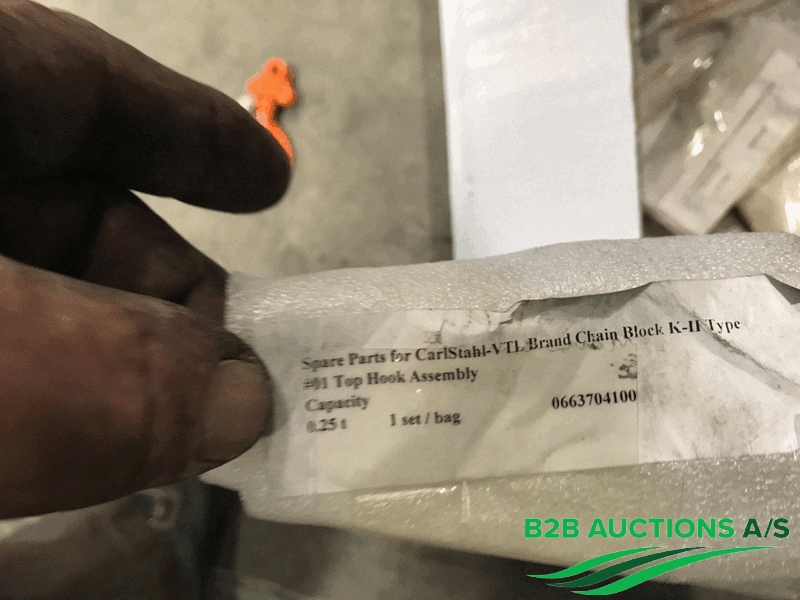 Spare Parts for CarlStahl-VTL Brand Chain Block K-II Type
#01 Top Hook Assembly
Capacity
0.25 t 1 set / bag 0663704100
B2B AUCTIONS A/S